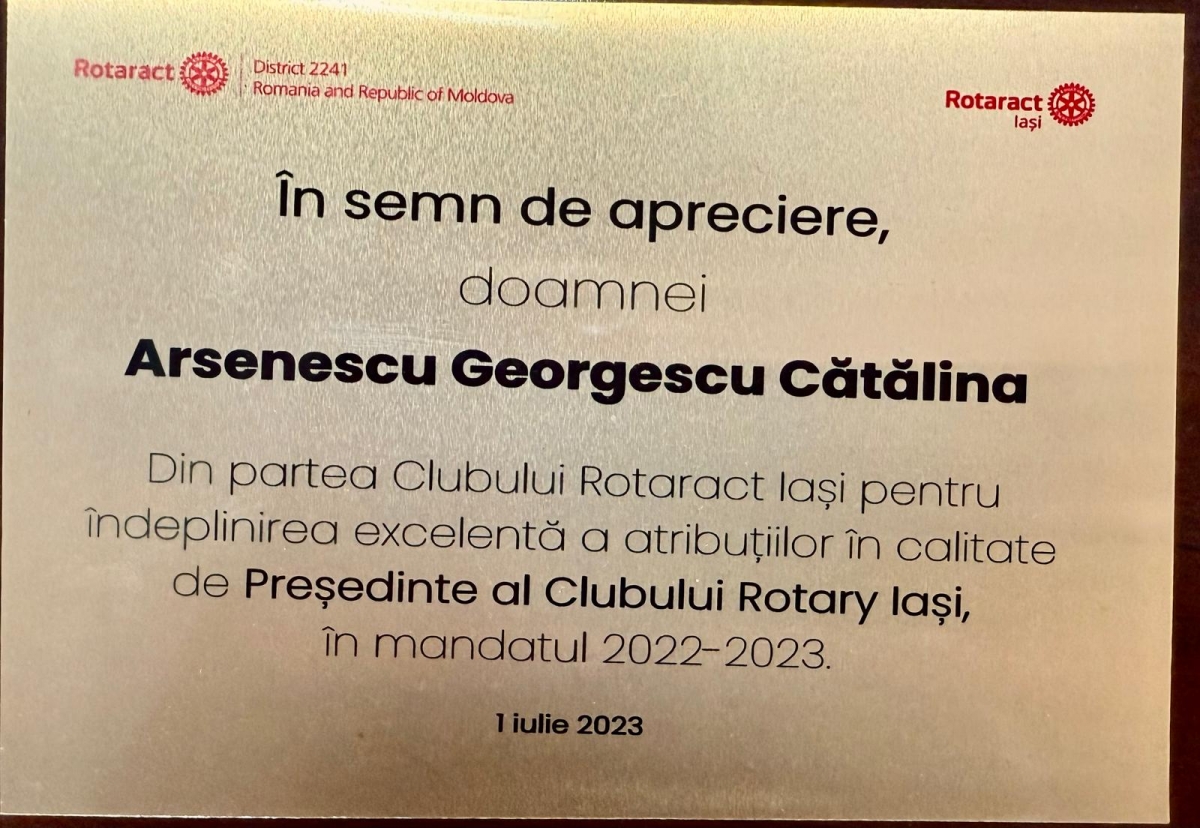 Rotaract
District 2241
Romania and Republic of Moldova
Rotaract
Iași
În semn de apreciere,
doamnei
Arsenescu Georgescu Cătălina
Din partea Clubului Rotaract Iași pentru
îndeplinirea excelentă a atribuțiilor în calitate
de Președinte al Clubului Rotary Iași,
în mandatul 2022-2023.
1 iulie 2023